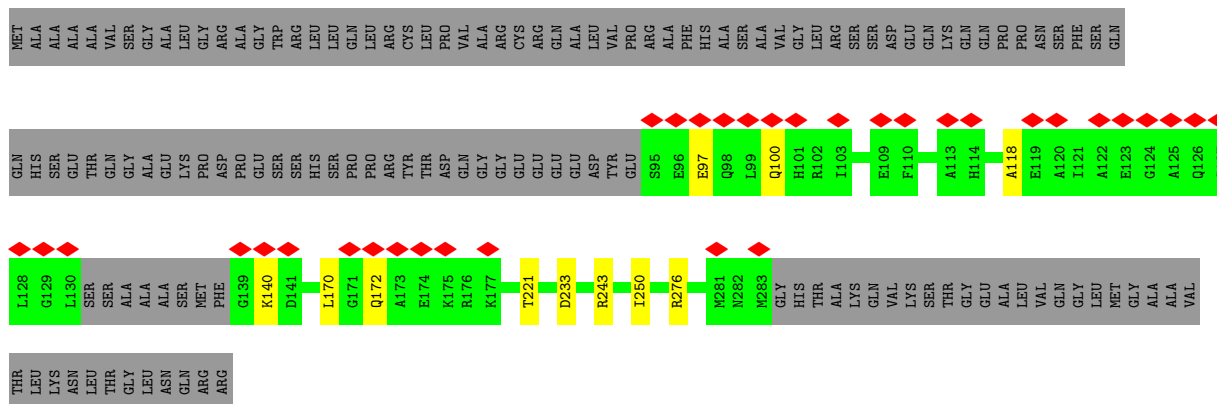 MET ALA ALA ALA ALA VAL SER GLY ALA LEU GLY ARG ALA GLY TRP ARG LEU LEU GLN LEU ARG CYS LEU PRO VAL ALA ARG CYS ARG GLN ALA LEU VAL PRO ARG ALA PHE HIS ALA SER ALA VAL GLY LEU ARG SER SER ASP GLU GLN LYS GLN GLN PRO PRO ASN SER PHE SER GLN
GLN HIS SER GLU THR GLN GLY ALA GLU LYS PRO ASP PRO GLU SER SER HIS SER PRO PRO ARG TYR THR ASP GLN GLY GLY GLU GLU GLU GLU ASP TYR GLU S95 E96 E97 Q98 L99 Q100 H101 R102 I103 E109 F110 A113 H114 A118 E119 A120 I121 A122 E123 G124 A125 Q126
L128 G129 L130 SER SER ALA ALA ALA SER MET PHE G139 K140 D141 L170 G171 Q172 A173 E174 K175 R176 K177 T221 D233 R243 I250 R276 M281 N282 M283 GLY HIS THR ALA LYS GLN VAL LYS SER THR GLY GLU ALA LEU VAL GLN GLY LEU MET GLY ALA ALA VAL
THR LEU LYS ASN LEU THR GLY LEU ASN GLN ARG ARG